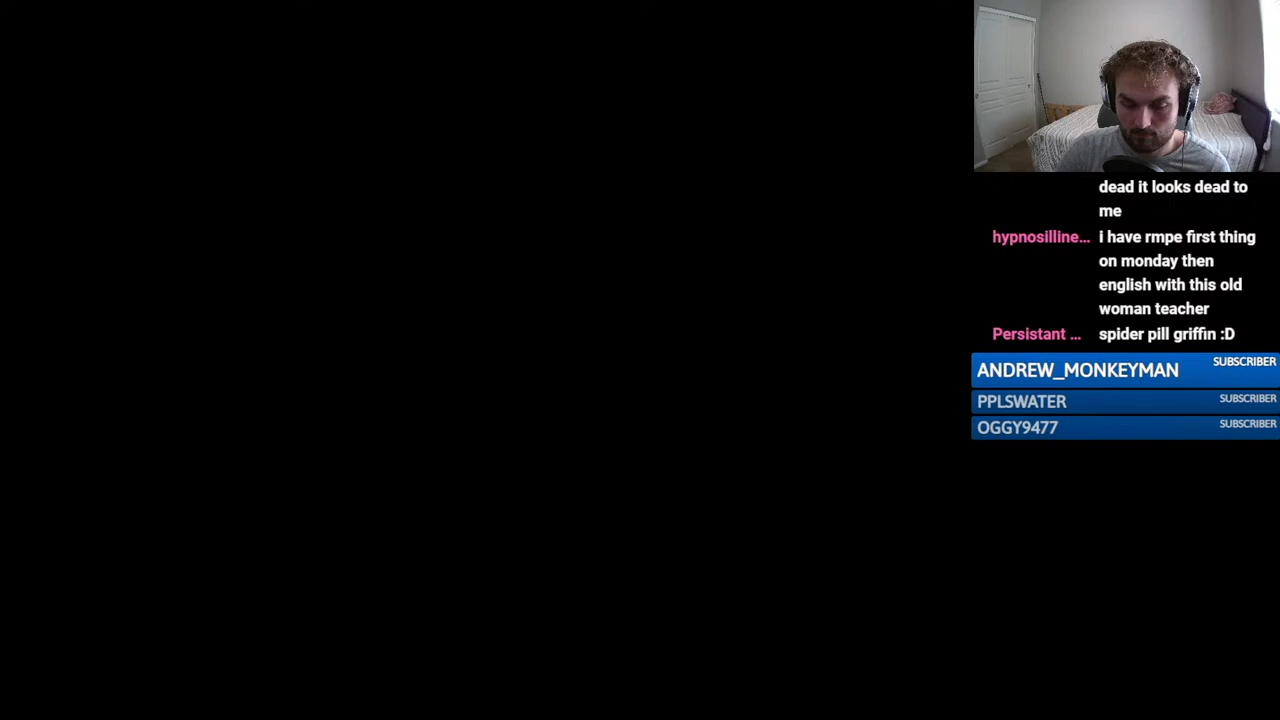 dead it looks dead to
me
hypnosilline… i have rmpe first thing
on monday then
english with this old
woman teacher
Persistant … spider pill griffin :D
ANDREW_MONKEYMAN SUBSCRIBER
PPLSWATER SUBSCRIBER
OGGY9477 SUBSCRIBER